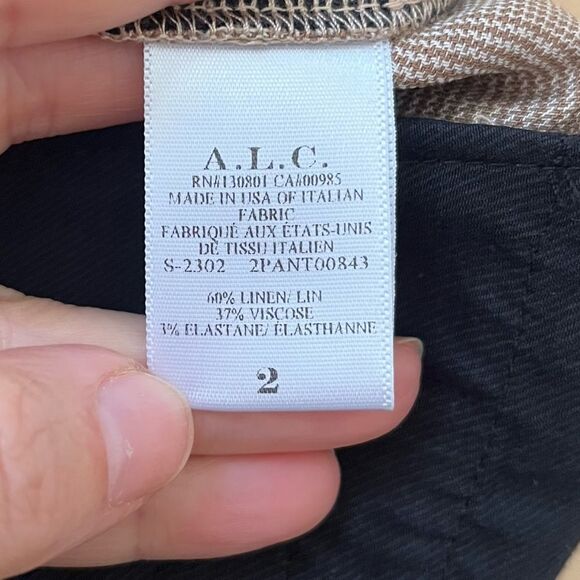 A.L.C.
RN#130801 CA#00985
MADE IN USA OF ITALIAN
FABRIC
FABRIQUÉ AUX ÉTATS-UNIS
DE TISSU ITALIEN
S-2302 2PANT00843
60% LINEN/ LIN
37% VISCOSE
3% ELASTANE/ ÉLASTHANNE
2